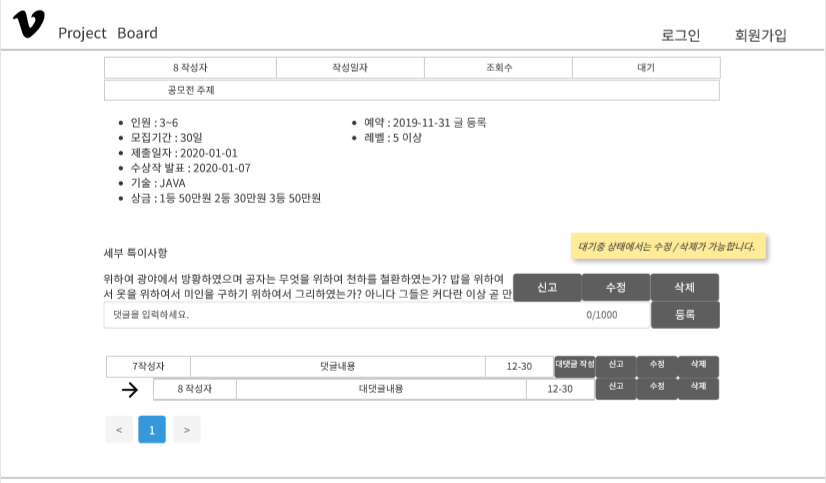 Project Board
로그인 회원가입
8 작성자 작성일자 조회수 대기
공모전 주제
인원 : 3~6
모집기간 : 30일
제출일자 : 2020-01-01
수상작 발표 : 2020-01-07
기술 : JAVA
상금 : 1등 50만원 2등 30만원 3등 50만원
예약 : 2019-11-31 글 등록
레벨 : 5 이상
대기중 상태에서는 수정 / 삭제가 가능합니다.
세부 특이사항
위하여 광야에서 방황하였으며 공자는 무엇을 위하여 천하를 철환하였는가? 밥을 위하여
서 옷을 위하여서 미인을 구하기 위하여서 그리하였는가? 아니다 그들은 커다란 이상 곧 만
신고 수정 삭제
댓글을 입력하세요. 0/1000 등록
7작성자 댓글내용 12-30 대댓글 작성 신고 수정 삭제
8 작성자 대댓글내용 12-30 신고 수정 삭제
< 1 >